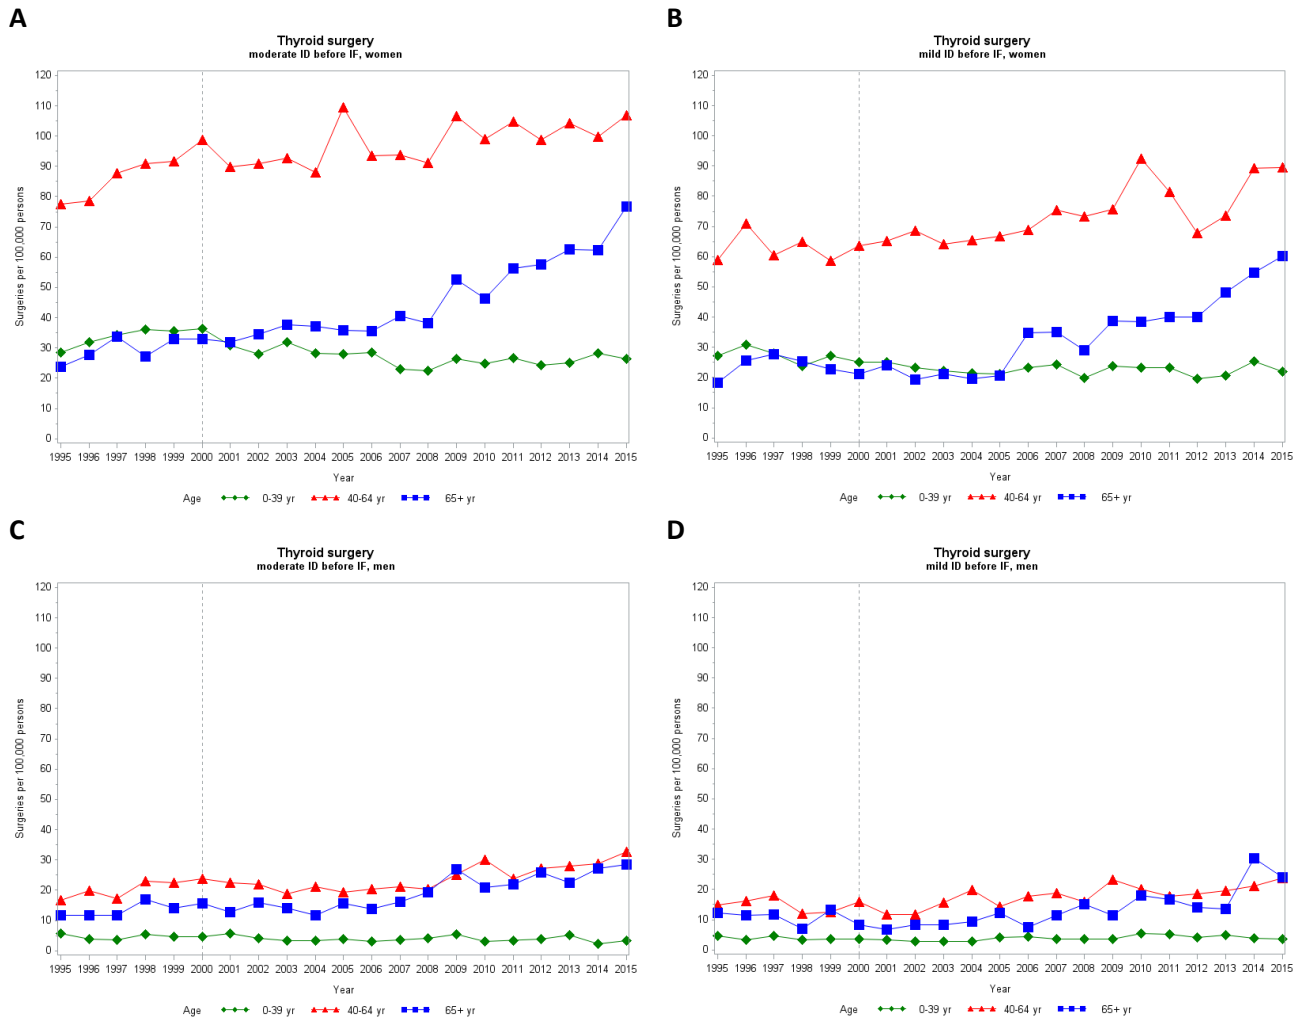 A
Thyroid surgery
moderate ID before IF, women
Surgeries per 100,000 persons
120
110
100
90
80
70
60
50
40
30
20
10
0
1995 1996 1997 1998 1999 2000 2001 2002 2003 2004 2005 2006 2007 2008 2009 2010 2011 2012 2013 2014 2015
Year
Age 0-39 yr 40-64 yr 65+ yr
B
Thyroid surgery
mild ID before IF, women
Surgeries per 100,000 persons
120
110
100
90
80
70
60
50
40
30
20
10
0
1995 1996 1997 1998 1999 2000 2001 2002 2003 2004 2005 2006 2007 2008 2009 2010 2011 2012 2013 2014 2015
Year
Age 0-39 yr 40-64 yr 65+ yr
C
Thyroid surgery
moderate ID before IF, men
Surgeries per 100,000 persons
120
110
100
90
80
70
60
50
40
30
20
10
0
1995 1996 1997 1998 1999 2000 2001 2002 2003 2004 2005 2006 2007 2008 2009 2010 2011 2012 2013 2014 2015
Year
Age 0-39 yr 40-64 yr 65+ yr
D
Thyroid surgery
mild ID before IF, men
Surgeries per 100,000 persons
120
110
100
90
80
70
60
50
40
30
20
10
0
1995 1996 1997 1998 1999 2000 2001 2002 2003 2004 2005 2006 2007 2008 2009 2010 2011 2012 2013 2014 2015
Year
Age 0-39 yr 40-64 yr 65+ yr